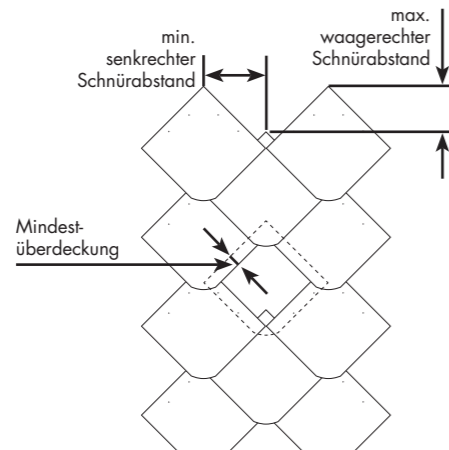 min.
senkrechter
Schnürabstand
max.
waagerechter
Schnürabstand
Mindest-
überdeckung